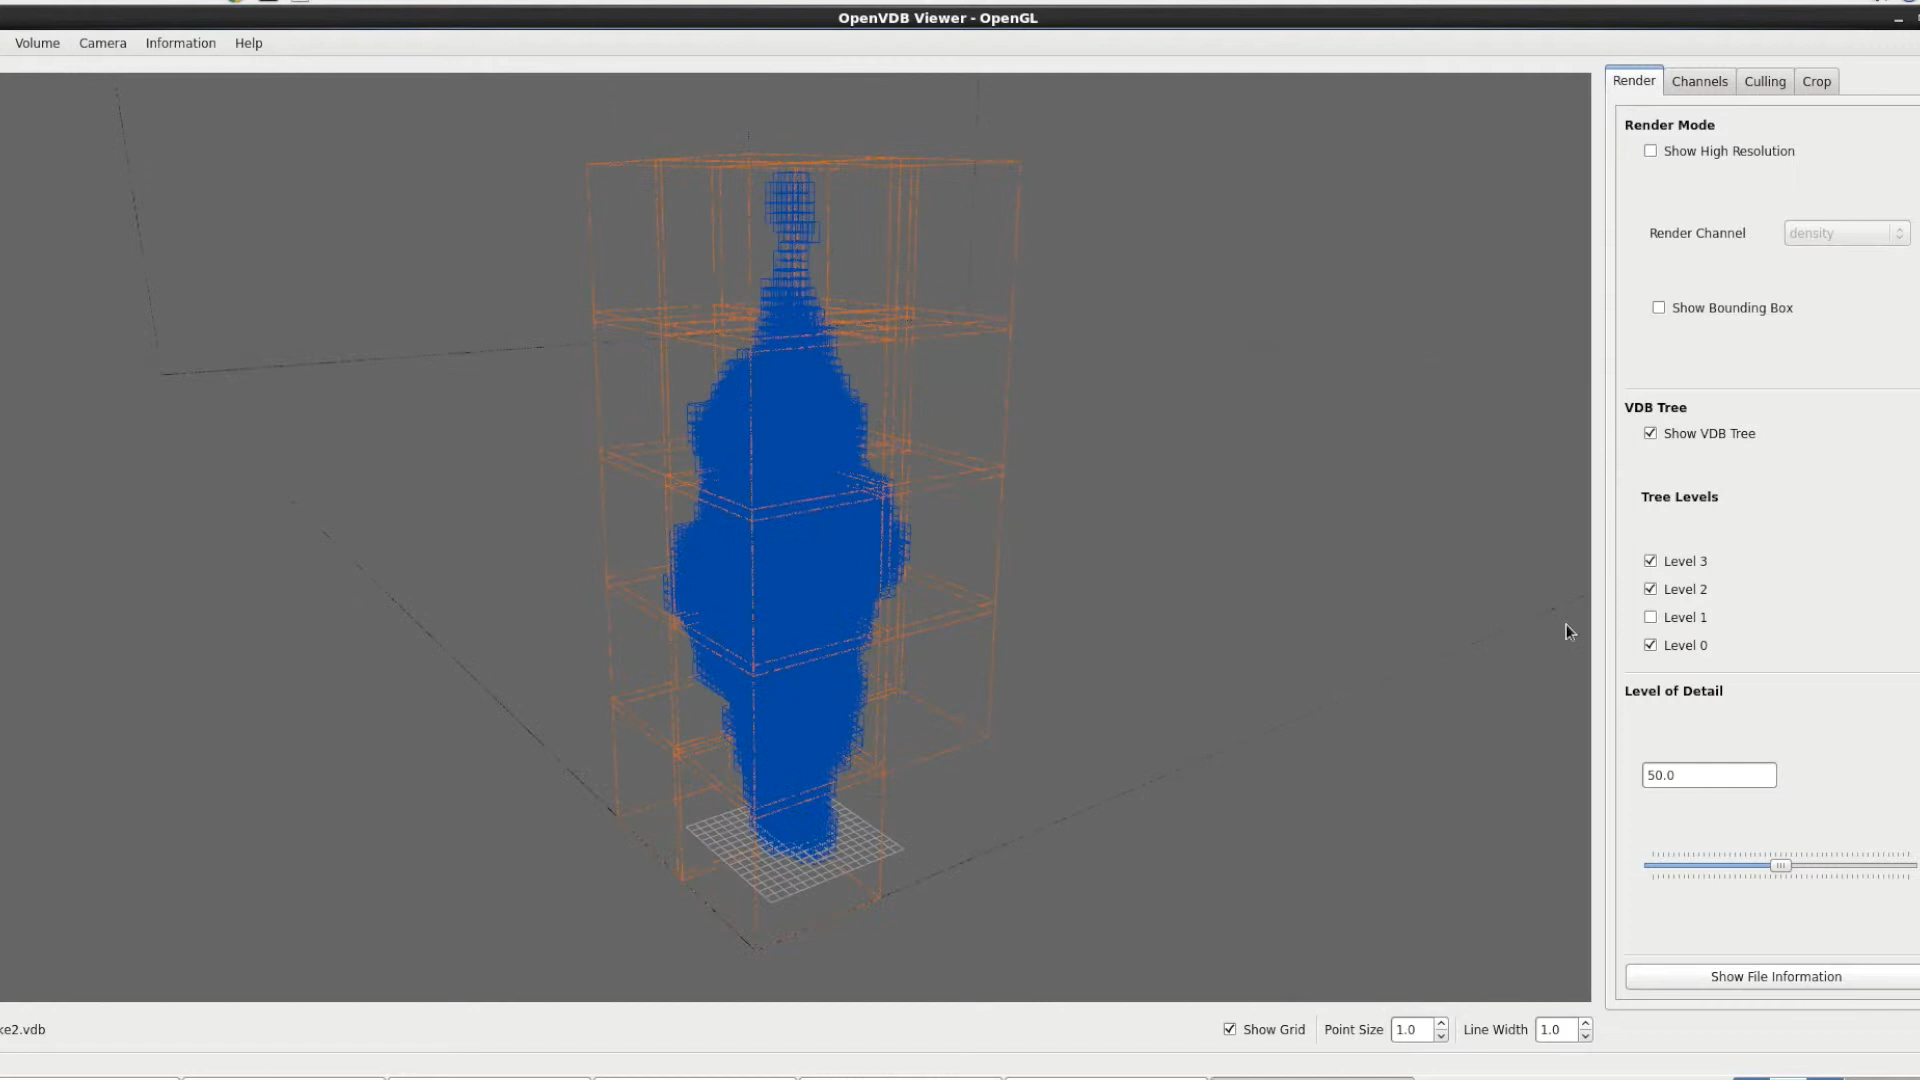 OpenVDB Viewer - OpenGL
Volume Camera Information Help
Render Channels Culling Crop
Render Mode
Show High Resolution
Render Channel density
Show Bounding Box
VDB Tree
Show VDB Tree
Tree Levels
Level 3
Level 2
Level 1
Level 0
Level of Detail
50.0
Show File Information
ke2.vdb Show Grid Point Size 1.0 Line Width 1.0